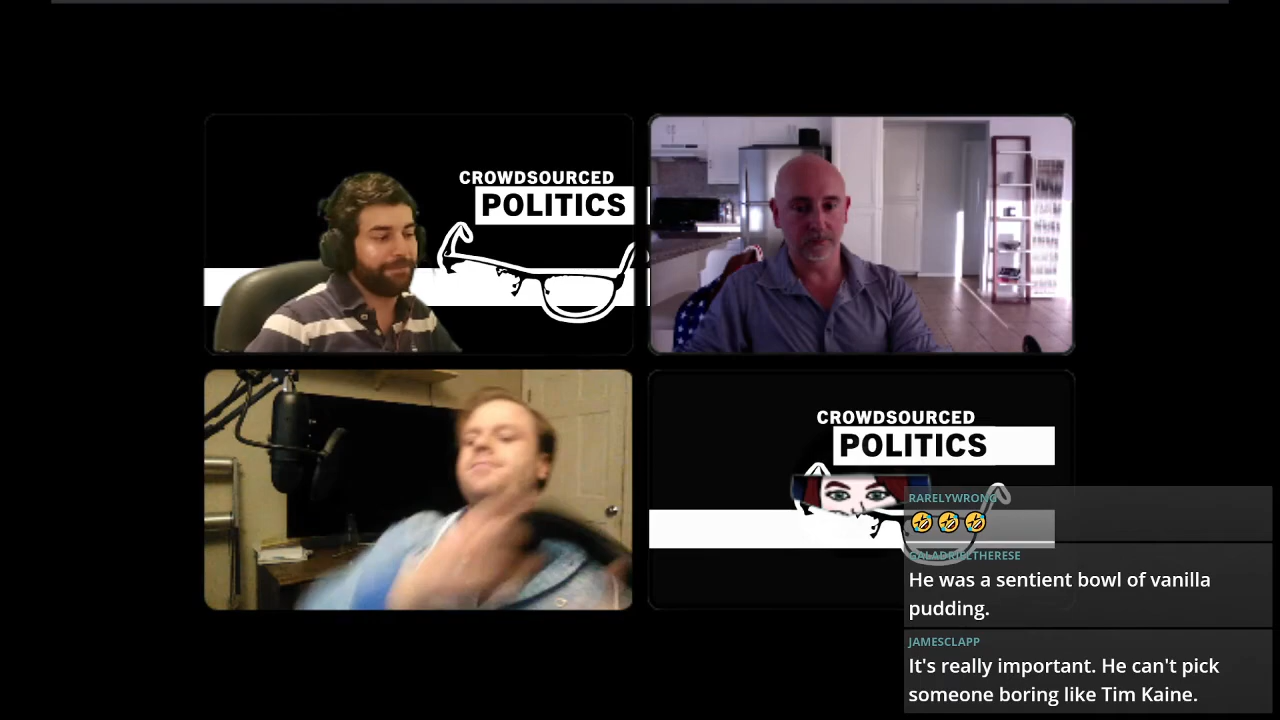 CROWDSOURCED
POLITICS
CROWDSOURCED
POLITICS
RARELYWRONG
🤣🤣🤣
GALADRIELTHERESE
He was a sentient bowl of vanilla
pudding.
JAMESCLAPP
It's really important. He can't pick
someone boring like Tim Kaine.